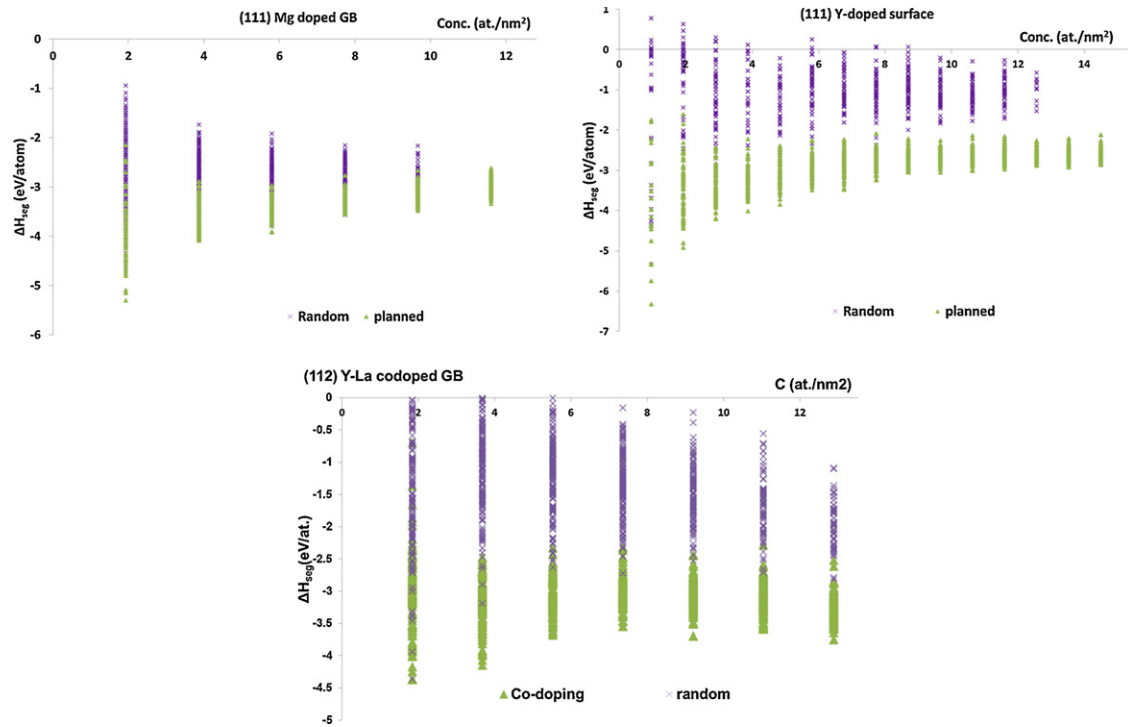 (111) Mg doped GB
Conc. (at./nm²)
0 2 4 6 8 10 12
0
-1
-2
-3
-4
-5
-6
ΔHseg (eV/atom)
Random planned
(111) Y-doped surface
Conc. (at./nm²)
0 2 4 6 8 10 12 14
1
0
-1
-2
-3
-4
-5
-6
-7
ΔHseg (eV/atom)
Random planned
(112) Y-La codoped GB
C (at./nm2)
0 2 4 6 8 10 12
0
-0.5
-1
-1.5
-2
-2.5
-3
-3.5
-4
-4.5
-5
ΔHseg(eV/at.)
Co-doping random